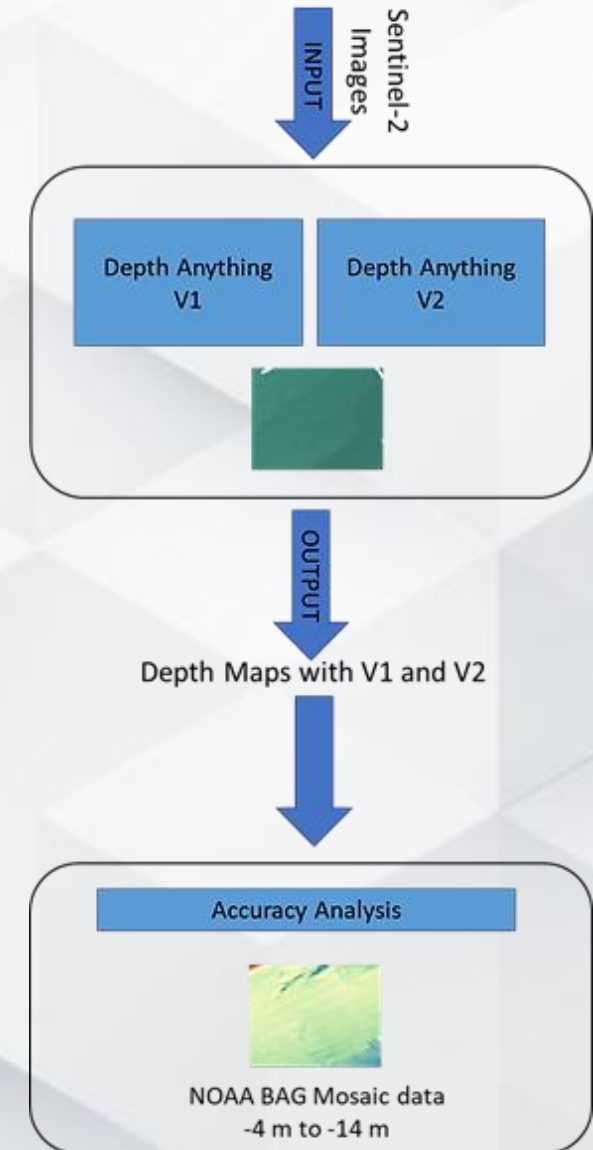 Sentinel-2
Images
INPUT
Depth Anything
V1
Depth Anything
V2
OUTPUT
Depth Maps with V1 and V2
Accuracy Analysis
NOAA BAG Mosaic data
-4 m to -14 m